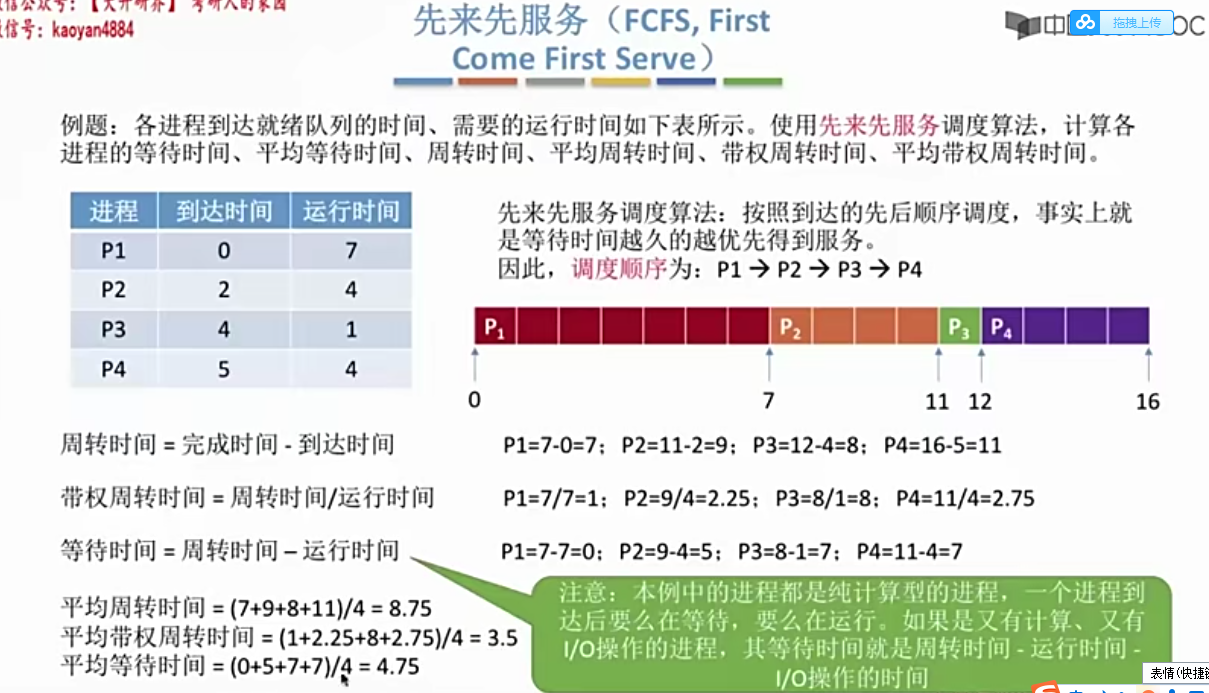 微信公众号：【大开研界】考研人的家园
微信号：kaoyan4884
先来先服务（FCFS, First
Come First Serve）
拖拽上传
例题：各进程到达就绪队列的时间、需要的运行时间如下表所示。使用先来先服务调度算法，计算各
进程的等待时间、平均等待时间、周转时间、平均周转时间、带权周转时间、平均带权周转时间。
进程 到达时间 运行时间
P1 0 7
P2 2 4
P3 4 1
P4 5 4
先来先服务调度算法：按照到达的先后顺序调度，事实上就
是等待时间越久的越优先得到服务。
因此，调度顺序为：P1 → P2 → P3 → P4
P1 P2 P3 P4
0 7 11 12 16
周转时间 = 完成时间 - 到达时间
P1=7-0=7；P2=11-2=9；P3=12-4=8；P4=16-5=11
带权周转时间 = 周转时间/运行时间
P1=7/7=1；P2=9/4=2.25；P3=8/1=8；P4=11/4=2.75
等待时间 = 周转时间 – 运行时间
P1=7-7=0；P2=9-4=5；P3=8-1=7；P4=11-4=7
平均周转时间 = (7+9+8+11)/4 = 8.75
平均带权周转时间 = (1+2.25+8+2.75)/4 = 3.5
平均等待时间 = (0+5+7+7)/4 = 4.75
注意：本例中的进程都是纯计算型的进程，一个进程到
达后要么在等待，要么在运行。如果是又有计算、又有
I/O操作的进程，其等待时间就是周转时间 - 运行时间 -
I/O操作的时间
表情(快捷